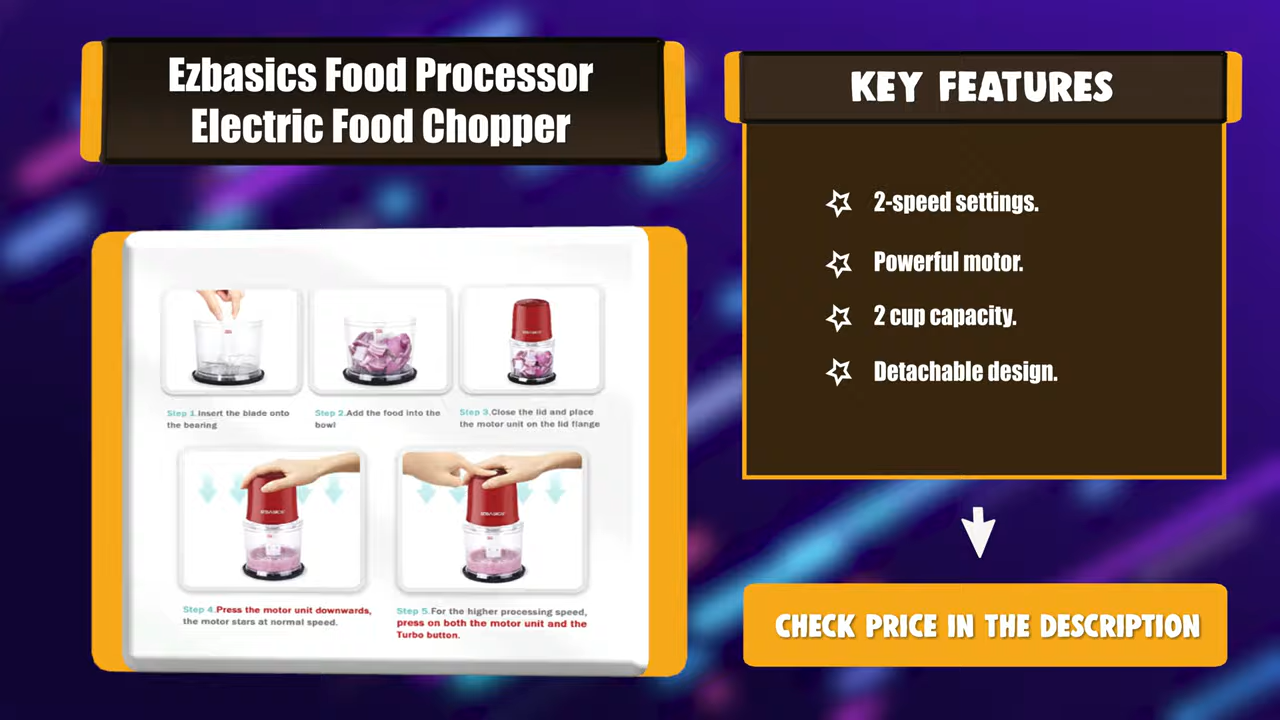 Ezbasics Food Processor
Electric Food Chopper
Step 1.Insert the blade onto
the bearing
Step 2.Add the food into the
bowl
Step 3.Close the lid and place
the motor unit on the lid flange
Step 4.Press the motor unit downwards,
the motor stars at normal speed.
Step 5.For the higher processing speed,
press on both the motor unit and the
Turbo button.
KEY FEATURES
2-speed settings.
Powerful motor.
2 cup capacity.
Detachable design.
CHECK PRICE IN THE DESCRIPTION